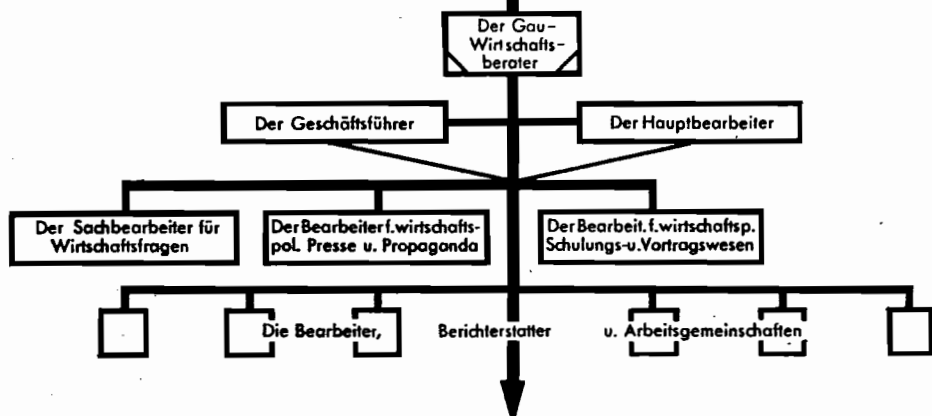 Der Gau-
Wirtschafts-
berater
Der Geschäftsführer
Der Hauptbearbeiter
Der Sachbearbeiter für
Wirtschaftsfragen
Der Bearbeiter f. wirtschafts-
pol. Presse u. Propaganda
Der Bearbeit. f. wirtschaftsp.
Schulungs-u. Vortragswesen
Die Bearbeiter, Berichterstatter u. Arbeitsgemeinschaften